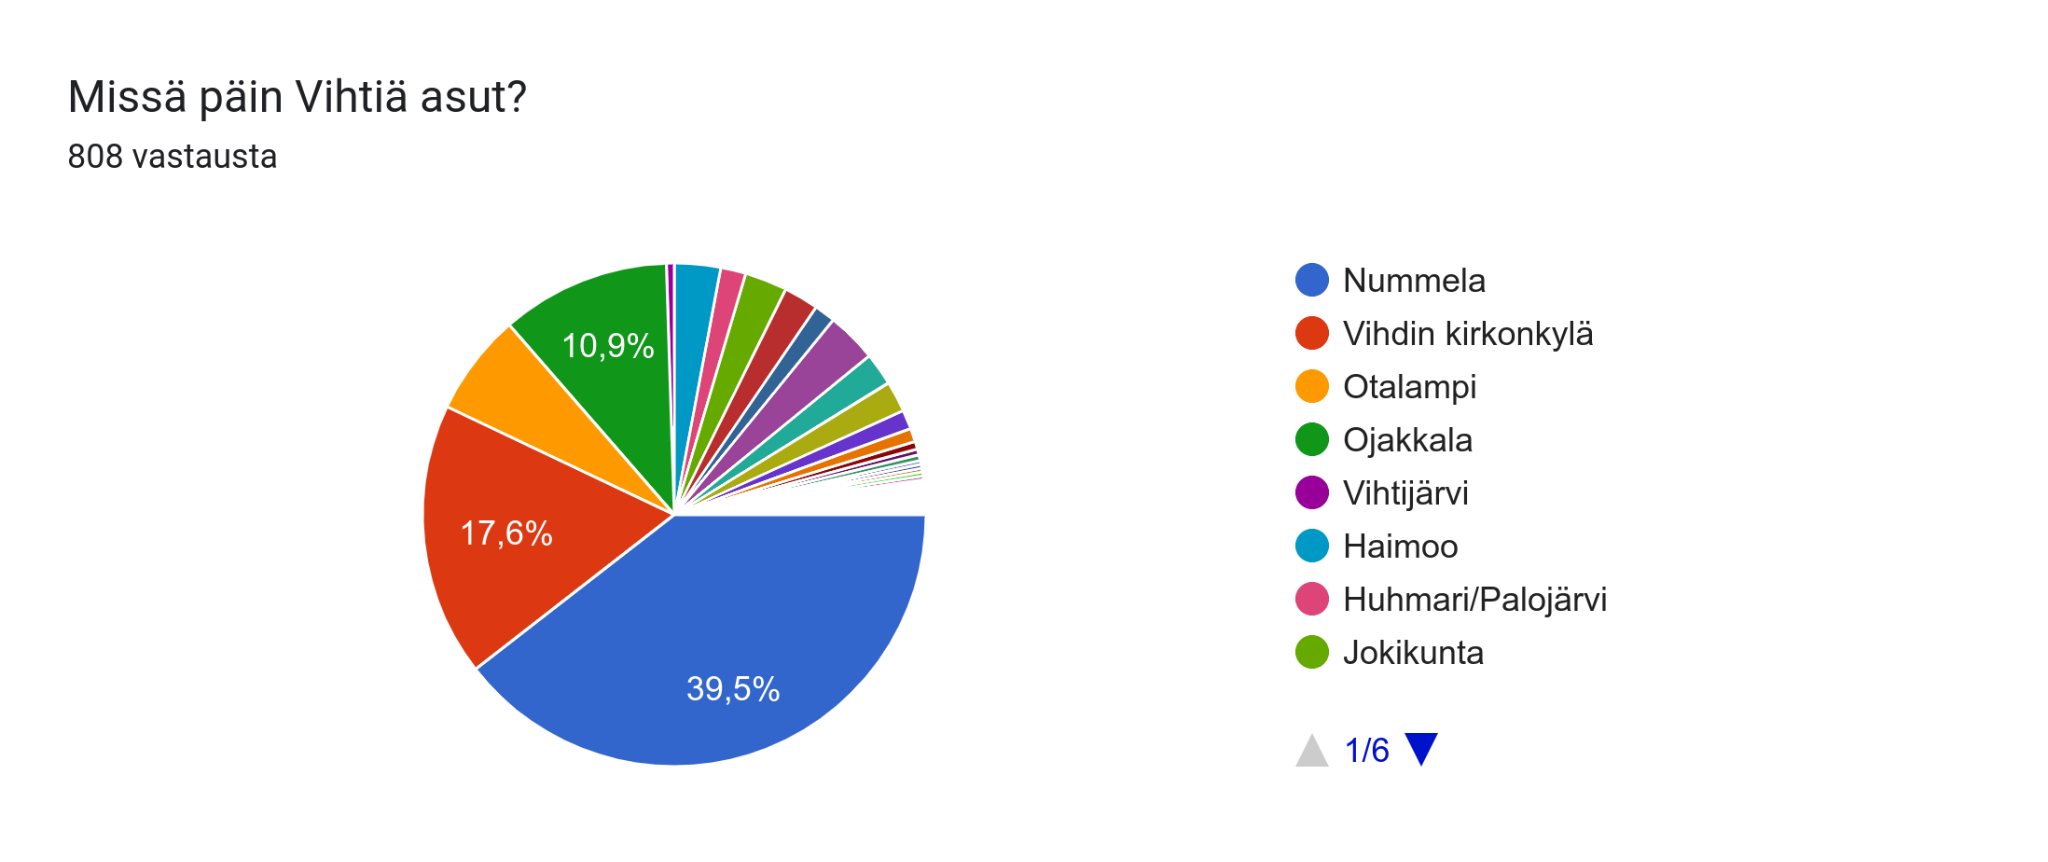 Missä päin Vihtiä asut?
808 vastausta
10,9%
17,6%
39,5%
Nummela
Vihdin kirkonkylä
Otalampi
Ojakkala
Vihtijärvi
Haimoo
Huhmari/Palojärvi
Jokikunta
1/6